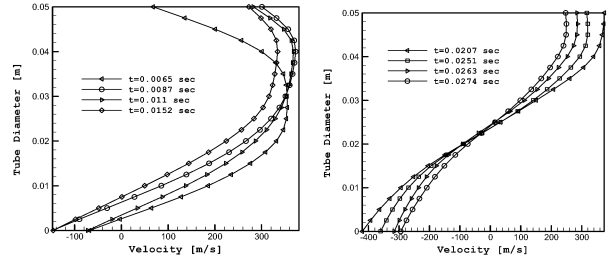 0.05
0.04
0.03
0.02
0.01
0
Tube Diameter [m]
t=0.0065 sec
t=0.0087 sec
t=0.011 sec
t=0.0152 sec
-100 0 100 200 300
Velocity [m/s]
0.05
0.04
0.03
0.02
0.01
0
Tube Diameter [m]
t=0.0207 sec
t=0.0251 sec
t=0.0263 sec
t=0.0274 sec
-400 -300 -200 -100 0 100 200 300
Velocity [m/s]